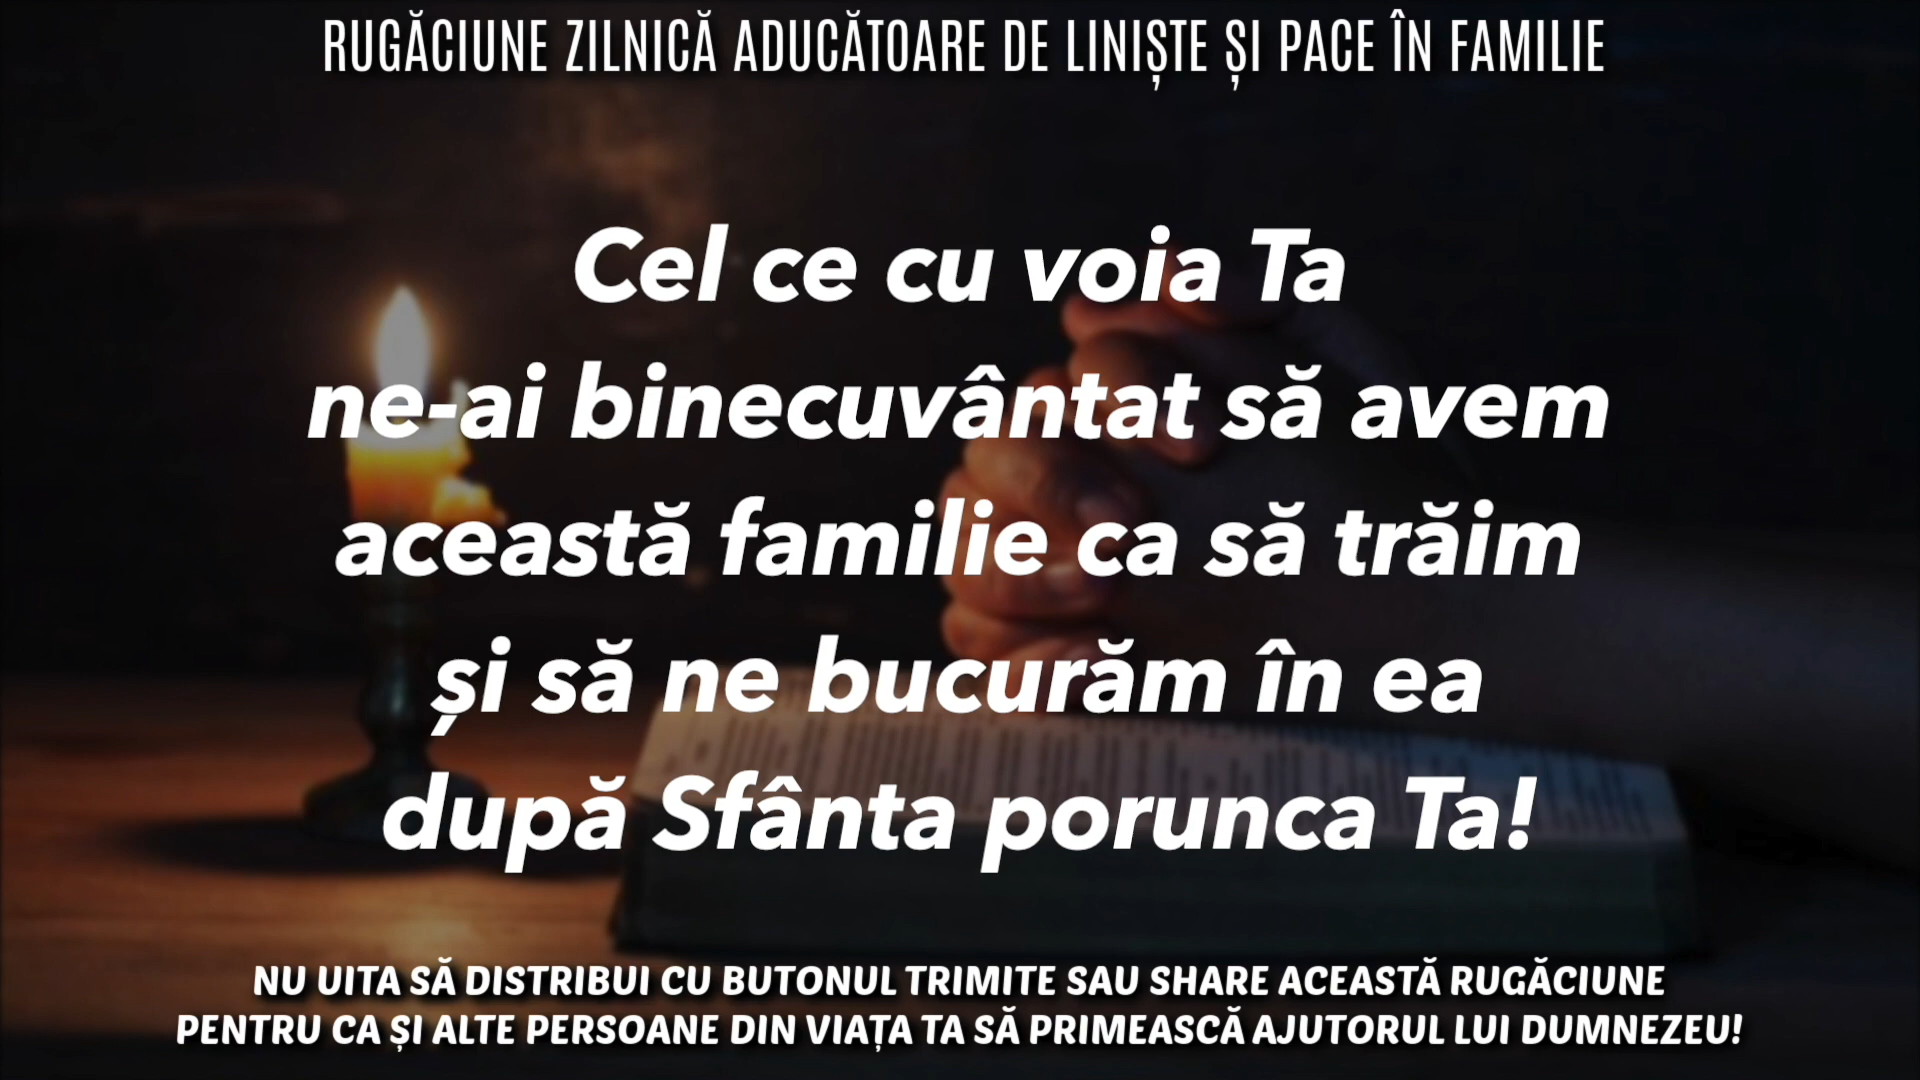 RUGĂCIUNE ZILNICĂ ADUCĂTOARE DE LINIȘTE ȘI PACE ÎN FAMILIE
Cel ce cu voia Ta
ne-ai binecuvântat să avem
această familie ca să trăim
și să ne bucurăm în ea
după Sfânta porunca Ta!
NU UITA SĂ DISTRIBUI CU BUTONUL TRIMITE SAU SHARE ACEASTĂ RUGĂCIUNE
PENTRU CA ȘI ALTE PERSOANE DIN VIAȚA TA SĂ PRIMEASCĂ AJUTORUL LUI DUMNEZEU!